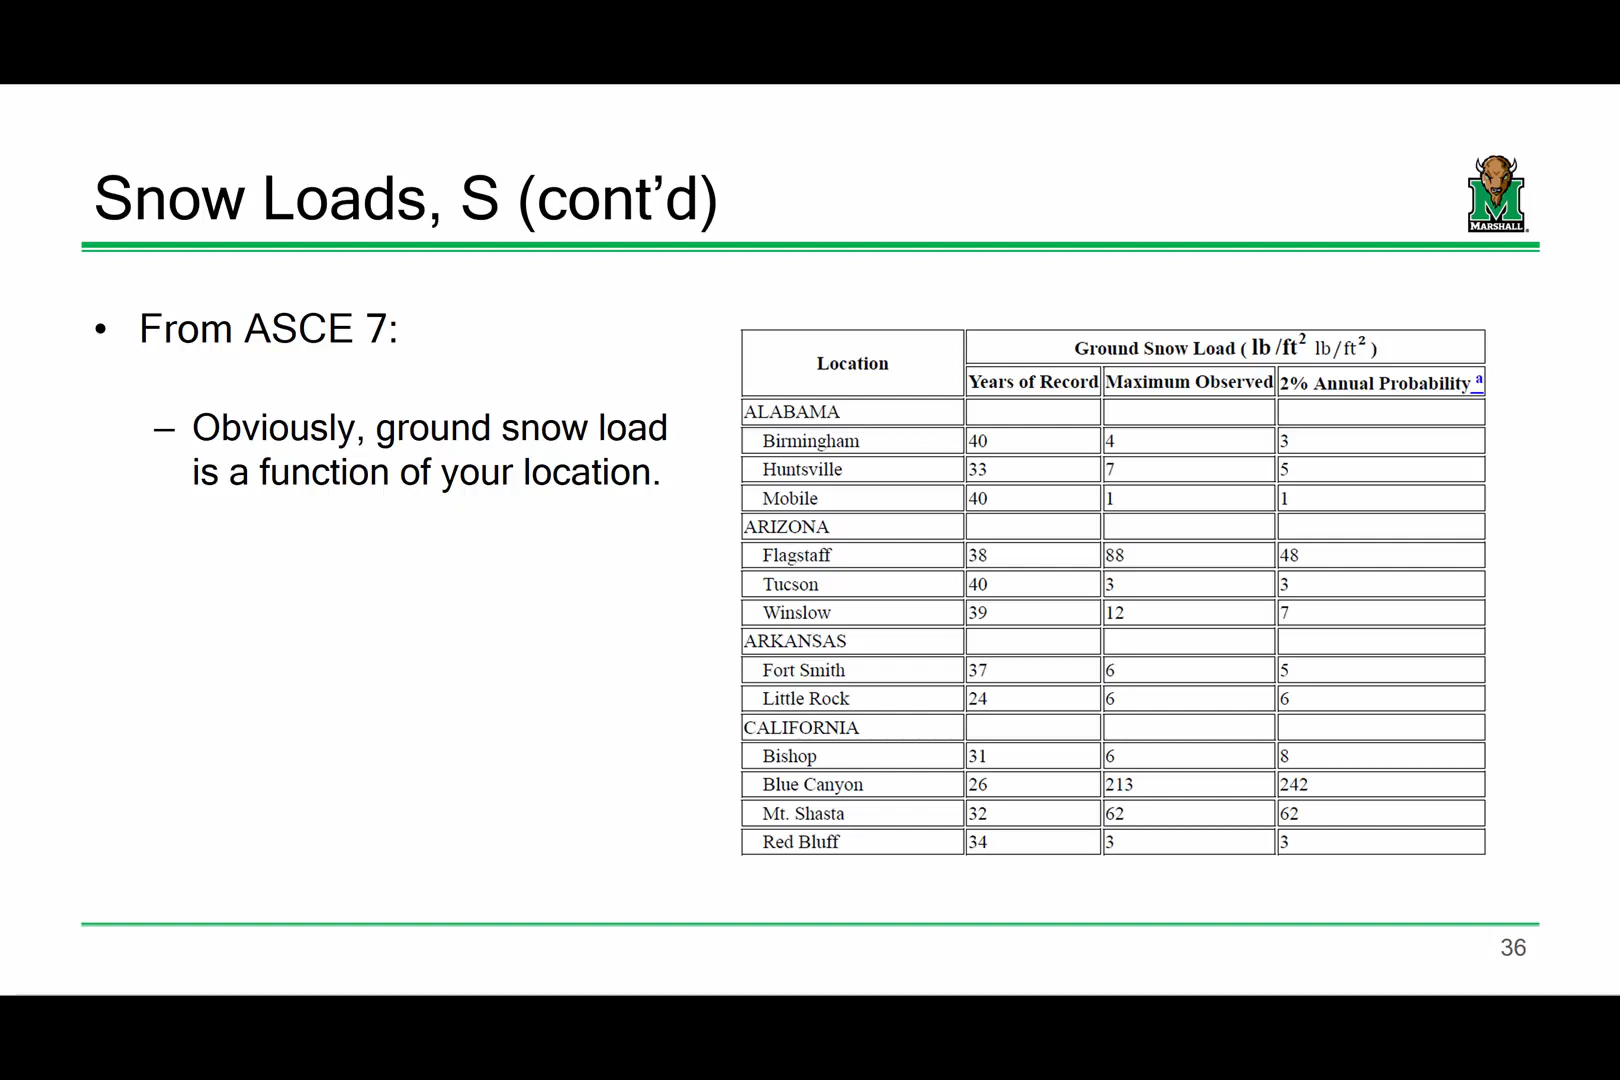 Snow Loads, S (cont’d)
MARSHALL®
• From ASCE 7:
– Obviously, ground snow load
is a function of your location.
Location
Ground Snow Load ( lb /ft² lb/ft² )
Years of Record Maximum Observed 2% Annual Probability a
ALABAMA
Birmingham 40 4 3
Huntsville 33 7 5
Mobile 40 1 1
ARIZONA
Flagstaff 38 88 48
Tucson 40 3 3
Winslow 39 12 7
ARKANSAS
Fort Smith 37 6 5
Little Rock 24 6 6
CALIFORNIA
Bishop 31 6 8
Blue Canyon 26 213 242
Mt. Shasta 32 62 62
Red Bluff 34 3 3
36